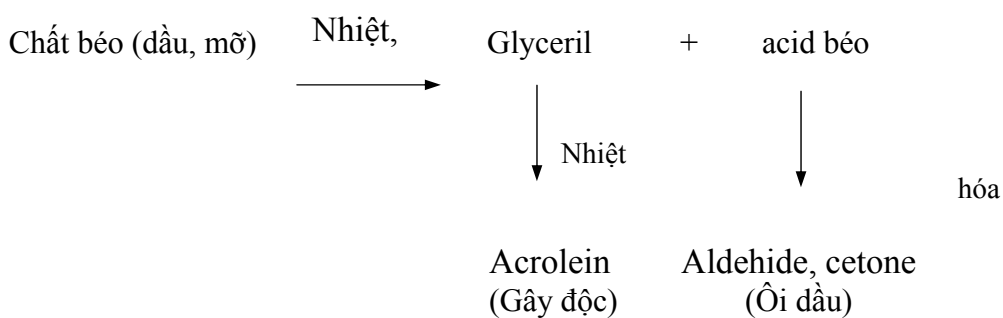 Chất béo (dầu, mỡ) Nhiệt, Glyceril + acid béo
Nhiệt
hóa
Acrolein Aldehide, cetone
(Gây độc) (Ôi dầu)